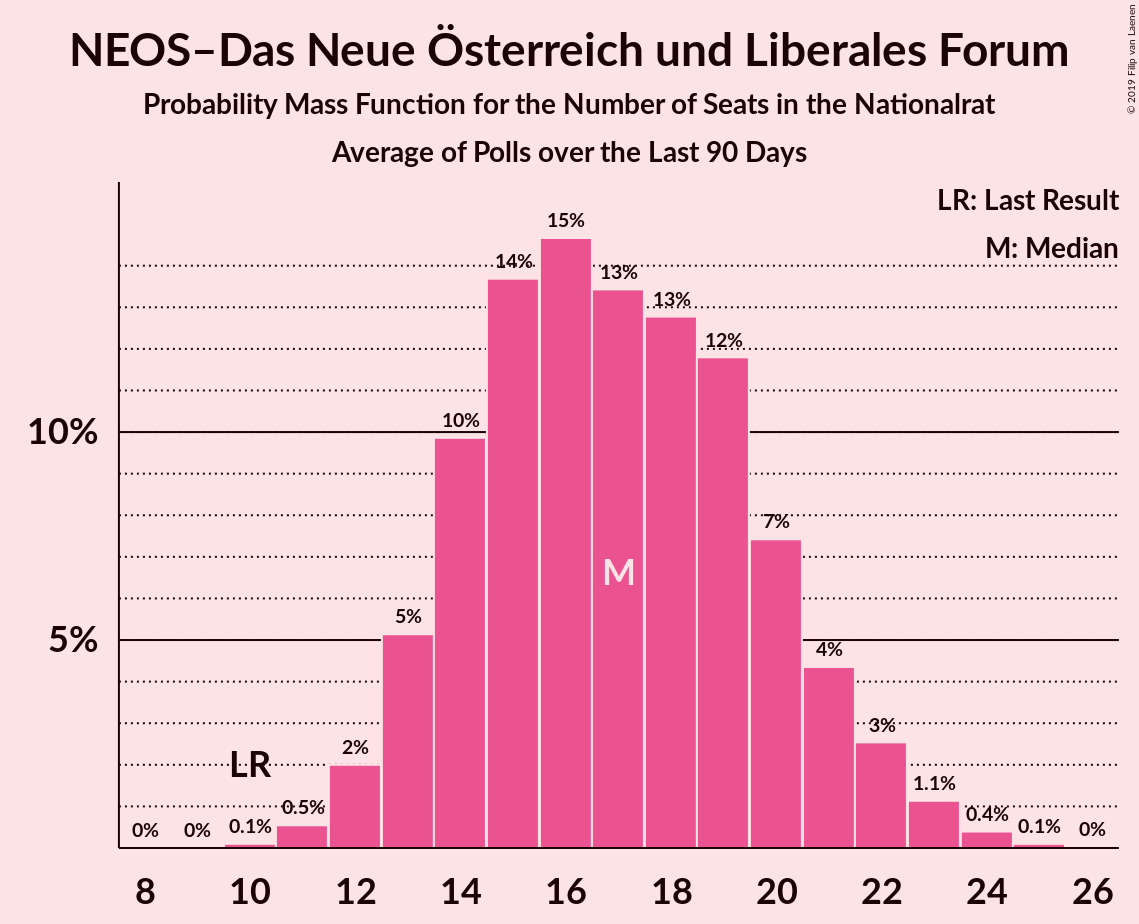 NEOS–Das Neue Österreich und Liberales Forum
Probability Mass Function for the Number of Seats in the Nationalrat
Average of Polls over the Last 90 Days
© 2019 Filip van Laenen
LR: Last Result
M: Median
15%
14%
13%
13%
12%
10%
10%
7%
M
5%
5%
4%
3%
LR
2%
1.1%
0.5%
0.4%
0%
0%
0.1%
0.1%
0%
8 10 12 14 16 18 20 22 24 26